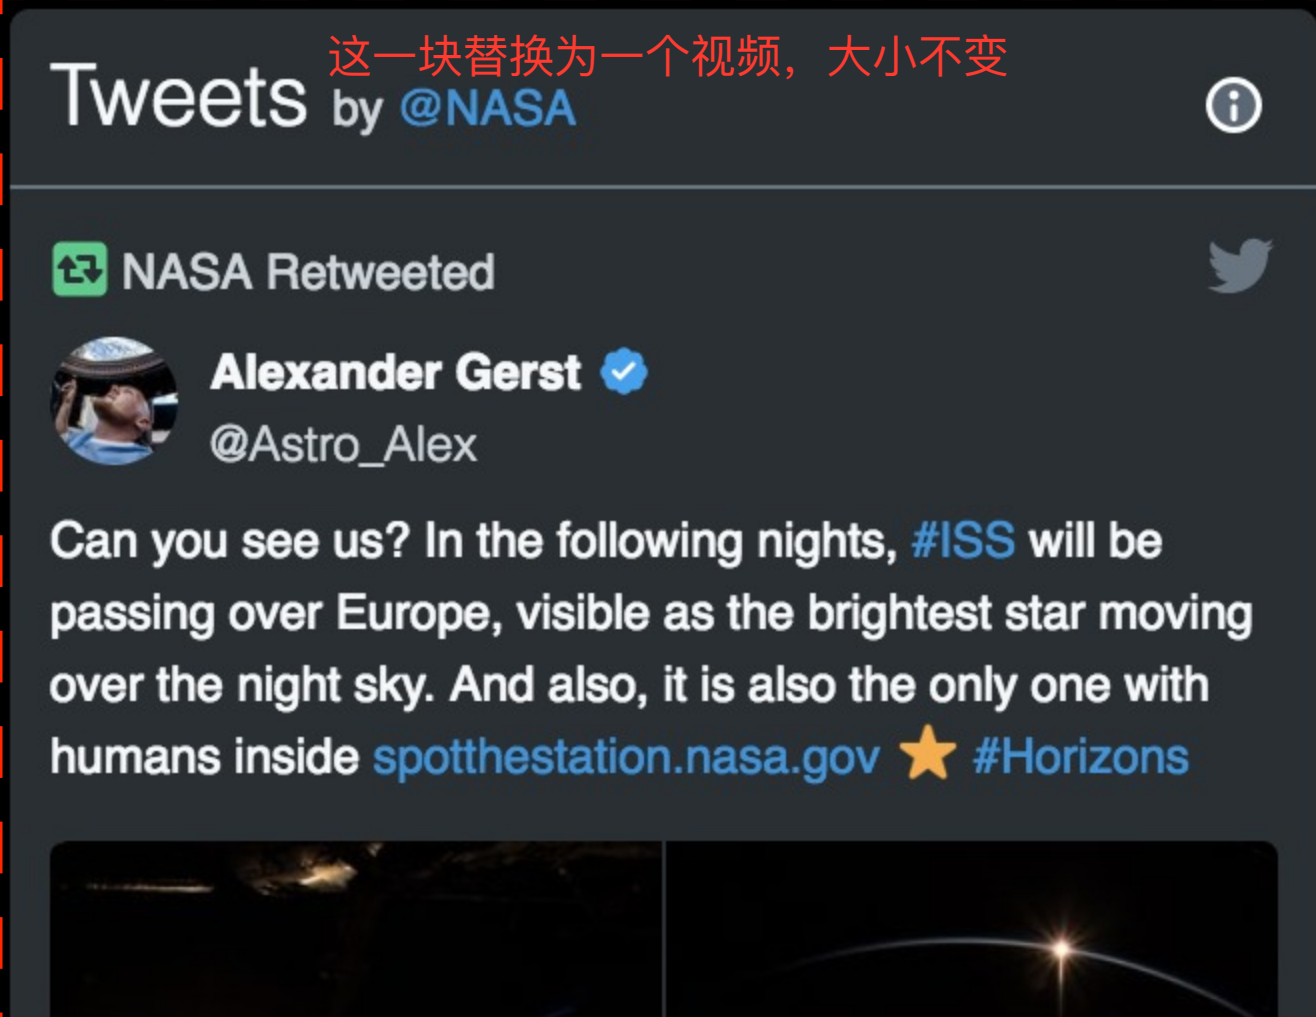 这一块替换为一个视频，大小不变
Tweets by @NASA
NASA Retweeted
Alexander Gerst
@Astro_Alex
Can you see us? In the following nights, #ISS will be
passing over Europe, visible as the brightest star moving
over the night sky. And also, it is also the only one with
humans inside spotthestation.nasa.gov ⭐ #Horizons